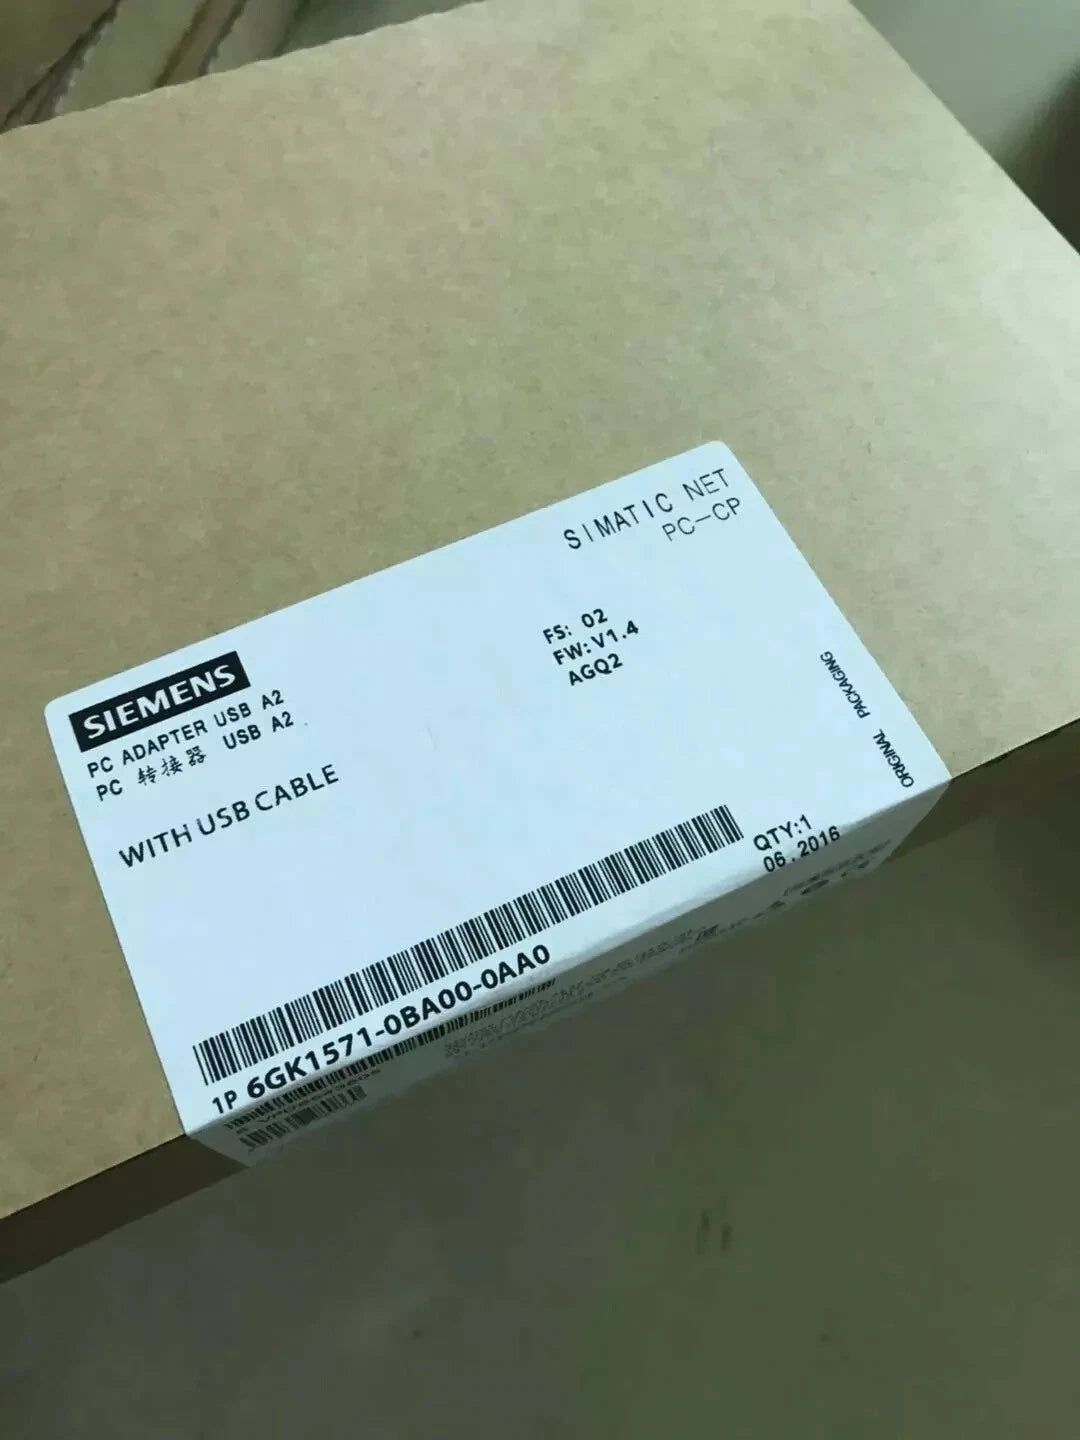 SIMATIC NET
PC-CP
SIEMENS
PC ADAPTER USB A2
PC 转接器 USB A2
FS: 02
FW:V1.4
AGQ2
WITH USB CABLE
ORIGINAL PACKAGING
QTY:1
06.2016
1P 6GK1571-0BA00-0AA0